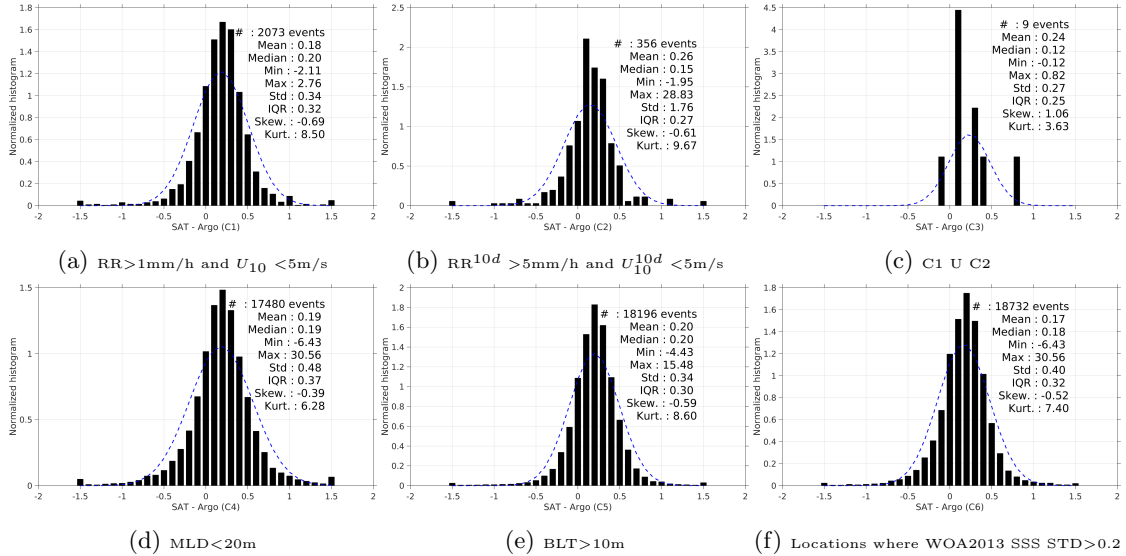 1.8
1.6
1.4
1.2
1
0.8
0.6
0.4
0.2
0
-2
-1.5
-1
-0.5
0
0.5
1
1.5
2
Normalized histogram
SAT - Argo (C1)
# : 2073 events
Mean : 0.18
Median : 0.20
Min : -2.11
Max : 2.76
Std : 0.34
IQR : 0.32
Skew. : -0.69
Kurt. : 8.50
(a) RR>1mm/h and U10 <5m/s
2.5
2
1.5
1
0.5
0
-2
-1.5
-1
-0.5
0
0.5
1
1.5
2
Normalized histogram
SAT - Argo (C2)
# : 356 events
Mean : 0.26
Median : 0.15
Min : -1.95
Max : 28.83
Std : 1.76
IQR : 0.27
Skew. : -0.61
Kurt. : 9.67
(b) RR10d >5mm/h and U10 10d <5m/s
4.5
4
3.5
3
2.5
2
1.5
1
0.5
0
-2
-1.5
-1
-0.5
0
0.5
1
1.5
2
Normalized histogram
SAT - Argo (C3)
# : 9 events
Mean : 0.24
Median : 0.12
Min : -0.12
Max : 0.82
Std : 0.27
IQR : 0.25
Skew. : 1.06
Kurt. : 3.63
(c) C1 U C2
1.5
1
0.5
0
-2
-1.5
-1
-0.5
0
0.5
1
1.5
2
Normalized histogram
SAT - Argo (C4)
# : 17480 events
Mean : 0.19
Median : 0.19
Min : -6.43
Max : 30.56
Std : 0.48
IQR : 0.37
Skew. : -0.39
Kurt. : 6.28
(d) MLD<20m
2
1.8
1.6
1.4
1.2
1
0.8
0.6
0.4
0.2
0
-2
-1.5
-1
-0.5
0
0.5
1
1.5
2
Normalized histogram
SAT - Argo (C5)
# : 18196 events
Mean : 0.20
Median : 0.20
Min : -4.43
Max : 15.48
Std : 0.34
IQR : 0.30
Skew. : -0.59
Kurt. : 8.60
(e) BLT>10m
1.8
1.6
1.4
1.2
1
0.8
0.6
0.4
0.2
0
-2
-1.5
-1
-0.5
0
0.5
1
1.5
2
Normalized histogram
SAT - Argo (C6)
# : 18732 events
Mean : 0.17
Median : 0.18
Min : -6.43
Max : 30.56
Std : 0.40
IQR : 0.32
Skew. : -0.52
Kurt. : 7.40
(f) Locations where WOA2013 SSS STD>0.2